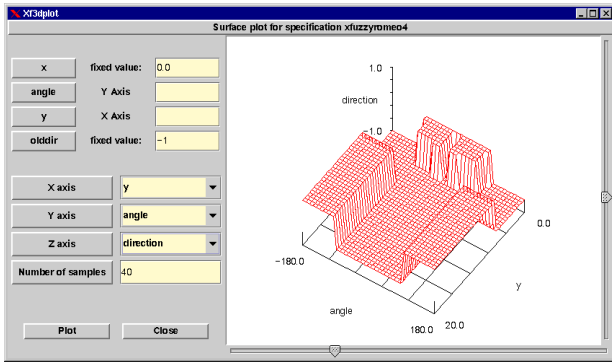 Xf3dplot
Surface plot for specification xfuzzyromeo4
x fixed value: 0.0
angle Y Axis
y X Axis
olddir fixed value: -1
X axis y
Y axis angle
Z axis direction
Number of samples 40
Plot Close
1.0
direction
-1.0
0.0
-180.0
y
angle
180.0 20.0